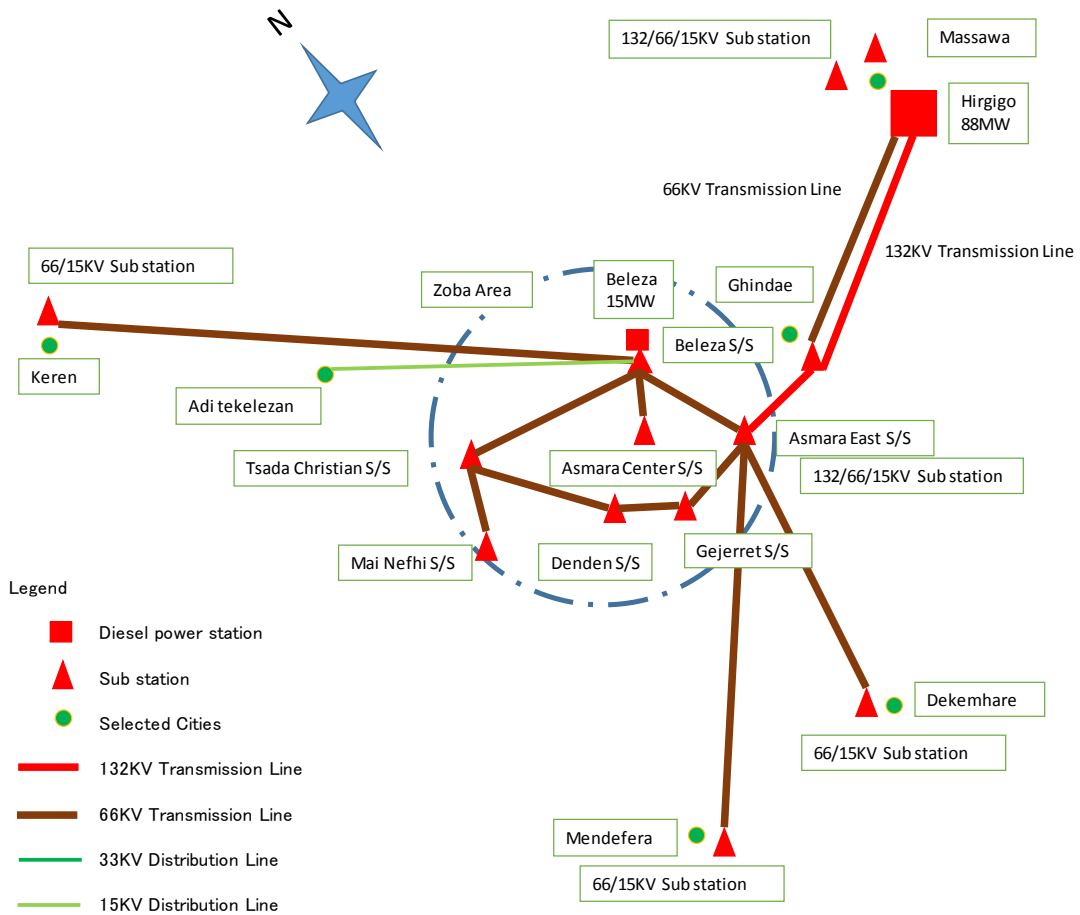 N
132/66/15KV Sub station
Massawa
Hirgigo
88MW
66KV Transmission Line
132KV Transmission Line
66/15KV Sub station
Zoba Area
Beleza
15MW
Ghindae
Beleza S/S
Keren
Adi tekelezan
Tsada Christian S/S
Asmara Center S/S
Asmara East S/S
132/66/15KV Sub station
Mai Nefhi S/S
Denden S/S
Gejerret S/S
Legend
Diesel power station
Sub station
Selected Cities
132KV Transmission Line
66KV Transmission Line
33KV Distribution Line
15KV Distribution Line
Dekemhare
66/15KV Sub station
Mendefera
66/15KV Sub station